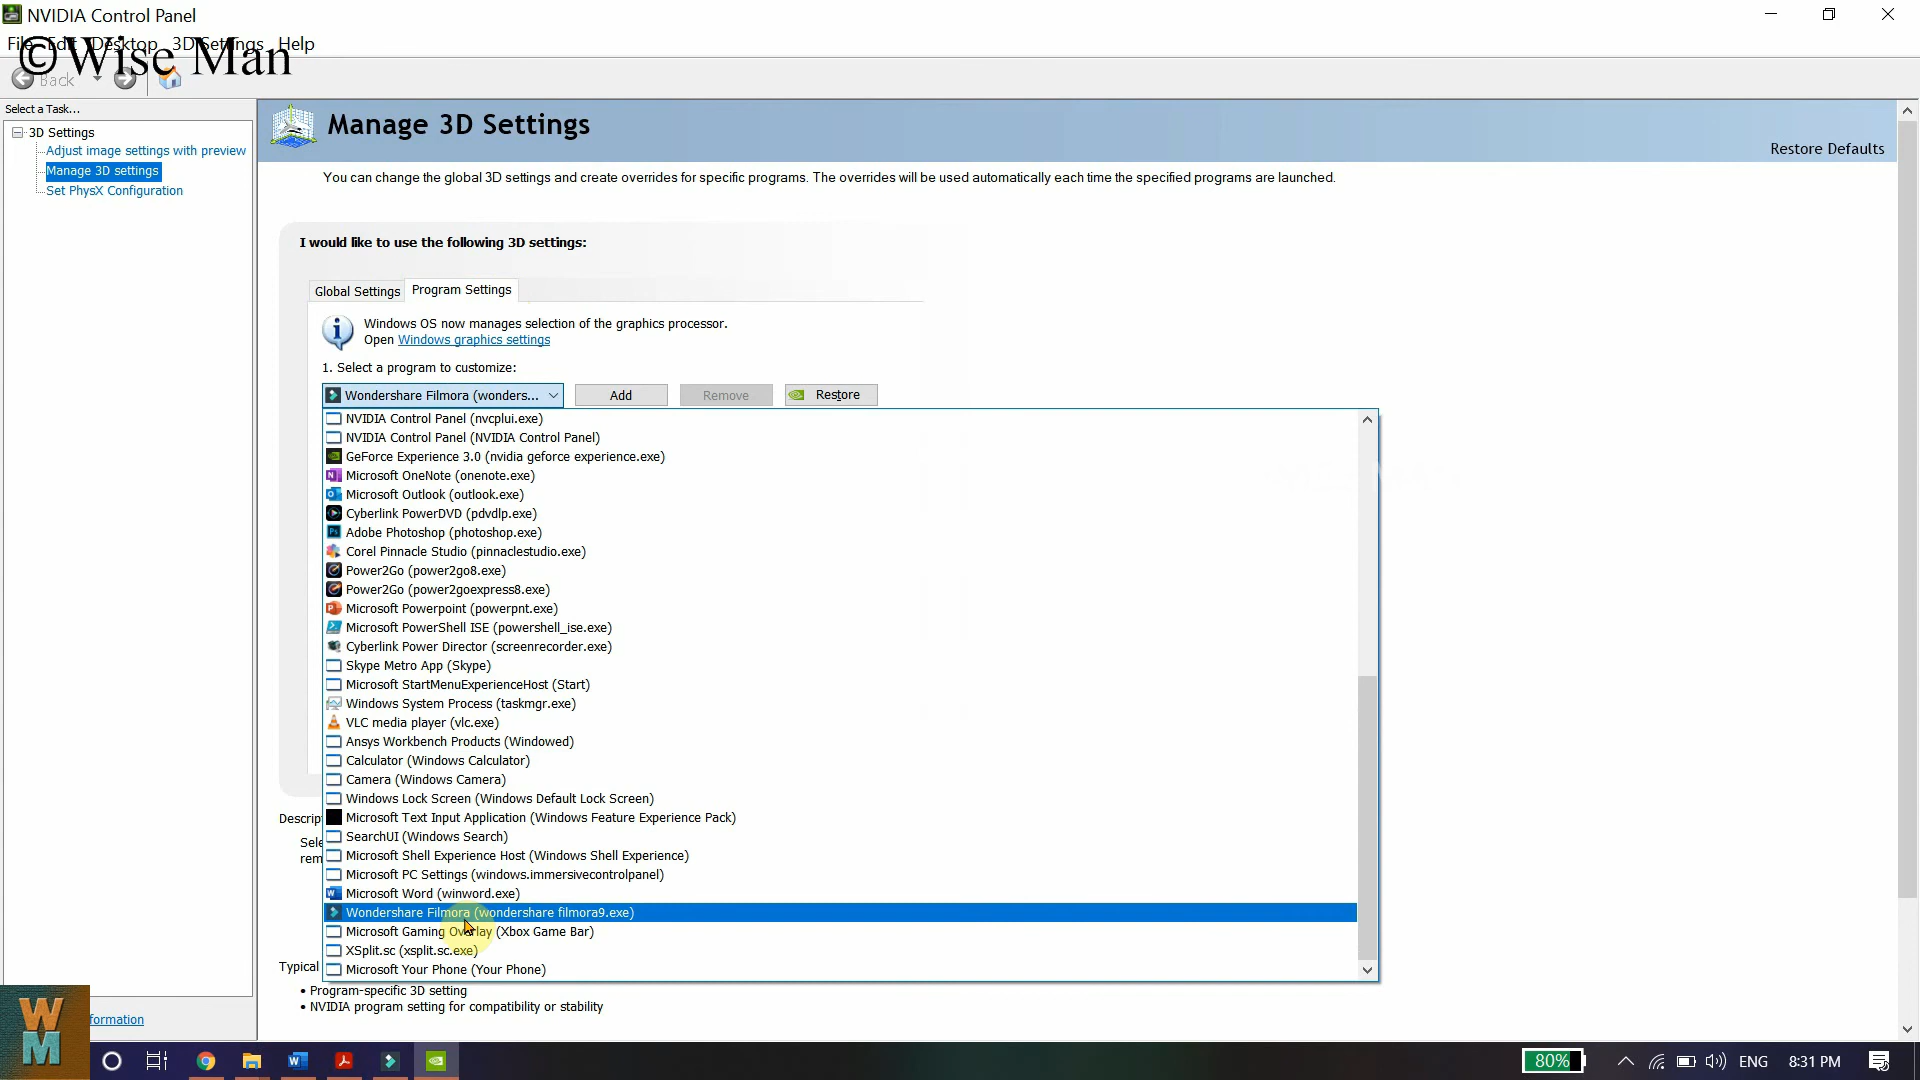 NVIDIA Control Panel
File Edit Desktop 3D Settings Help
©Wise Man
Back
Select a Task...
3D Settings
Adjust image settings with preview
Manage 3D settings
Set PhysX Configuration
Manage 3D Settings
Restore Defaults
You can change the global 3D settings and create overrides for specific programs. The overrides will be used automatically each time the specified programs are launched.
I would like to use the following 3D settings:
Global Settings Program Settings
Windows OS now manages selection of the graphics processor.
Open Windows graphics settings
1. Select a program to customize:
Wondershare Filmora (wonders... Add Remove Restore
NVIDIA Control Panel (nvcplui.exe)
NVIDIA Control Panel (NVIDIA Control Panel)
GeForce Experience 3.0 (nvidia geforce experience.exe)
Microsoft OneNote (onenote.exe)
Microsoft Outlook (outlook.exe)
Cyberlink PowerDVD (pdvdlp.exe)
Adobe Photoshop (photoshop.exe)
Corel Pinnacle Studio (pinnaclestudio.exe)
Power2Go (power2go8.exe)
Power2Go (power2goexpress8.exe)
Microsoft Powerpoint (powerpnt.exe)
Microsoft PowerShell ISE (powershell_ise.exe)
Cyberlink Power Director (screenrecorder.exe)
Skype Metro App (Skype)
Microsoft StartMenuExperienceHost (Start)
Windows System Process (taskmgr.exe)
VLC media player (vlc.exe)
Ansys Workbench Products (Windowed)
Calculator (Windows Calculator)
Camera (Windows Camera)
Windows Lock Screen (Windows Default Lock Screen)
Descrip
Microsoft Text Input Application (Windows Feature Experience Pack)
SearchUI (Windows Search)
Sele
Microsoft Shell Experience Host (Windows Shell Experience)
rem
Microsoft PC Settings (windows.immersivecontrolpanel)
Microsoft Word (winword.exe)
Wondershare Filmora (wondershare filmora9.exe)
Microsoft Gaming Overlay (Xbox Game Bar)
XSplit.sc (xsplit.sc.exe)
Typical
Microsoft Your Phone (Your Phone)
• Program-specific 3D setting
• NVIDIA program setting for compatibility or stability
formation
WM
80% ENG 8:31 PM